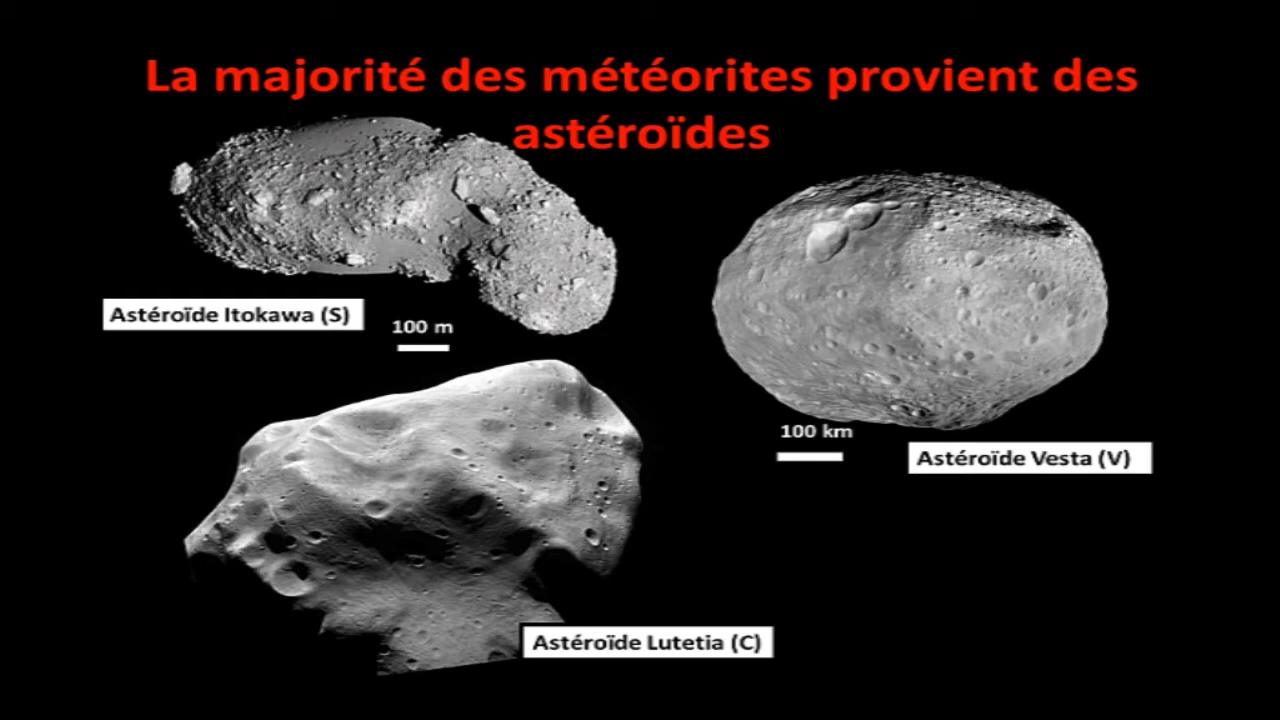 La majorité des météorites provient des
astéroïdes
Astéroïde Itokawa (S)
100 m
100 km
Astéroïde Vesta (V)
Astéroïde Lutetia (C)